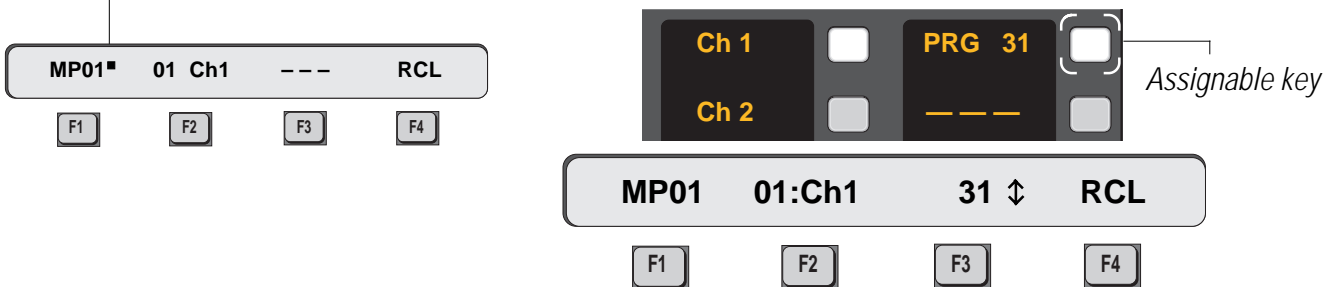 MP01■ 01 Ch1 – – – RCL
F1 F2 F3 F4
Ch 1 PRG 31
Assignable key
Ch 2 — — —
MP01 01:Ch1 31 ↕ RCL
F1 F2 F3 F4